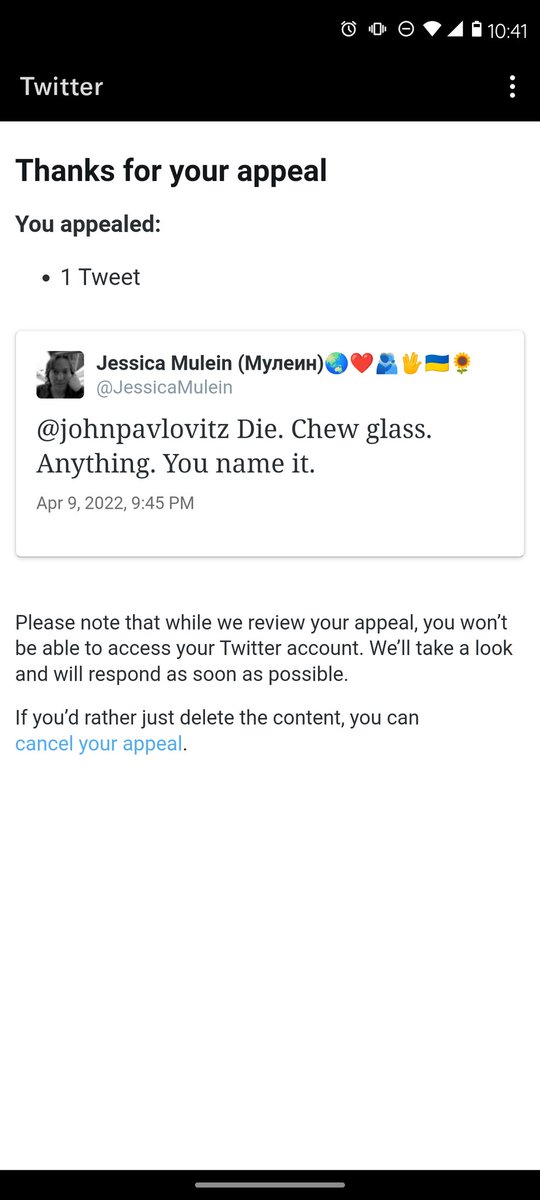 10:41
Twitter
Thanks for your appeal
You appealed:
• 1 Tweet
Jessica Mulein (Мулеин)🌏❤️🫂🖖🇺🇦🌻
@JessicaMulein
@johnpavlovitz Die. Chew glass.
Anything. You name it.
Apr 9, 2022, 9:45 PM
Please note that while we review your appeal, you won’t
be able to access your Twitter account. We’ll take a look
and will respond as soon as possible.
If you’d rather just delete the content, you can
cancel your appeal.